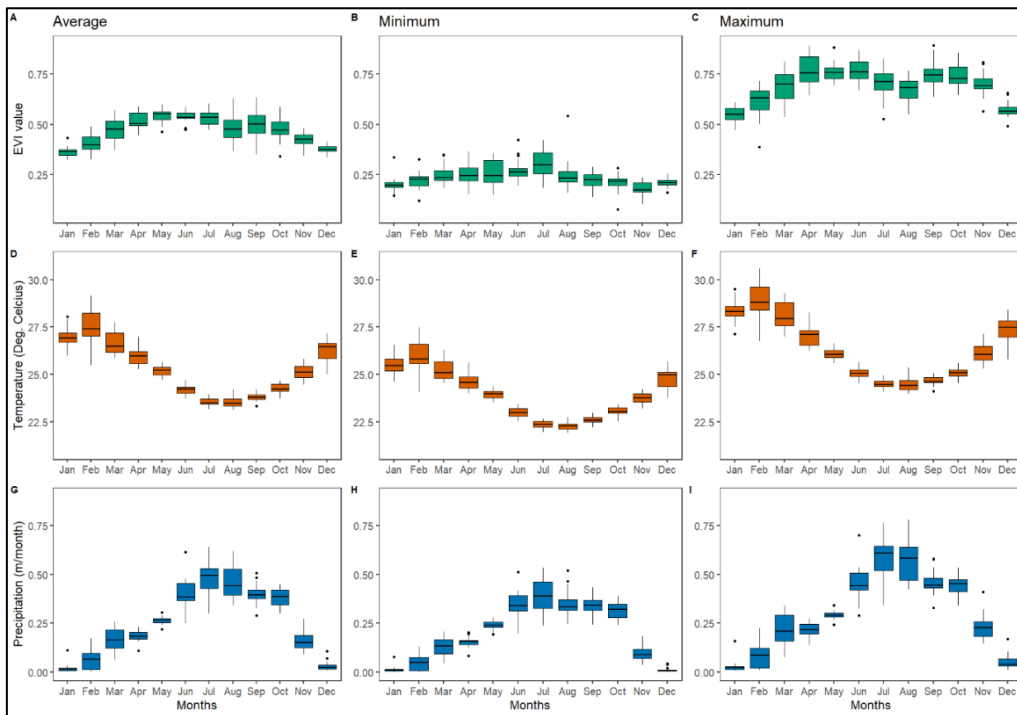 A Average
B Minimum
C Maximum
EVI value
0.75
0.50
0.25
Jan Feb Mar Apr May Jun Jul Aug Sep Oct Nov Dec
0.75
0.50
0.25
Jan Feb Mar Apr May Jun Jul Aug Sep Oct Nov Dec
0.75
0.50
0.25
Jan Feb Mar Apr May Jun Jul Aug Sep Oct Nov Dec
D
E
F
Temperature (Deg. Celcius)
30.0
27.5
25.0
22.5
Jan Feb Mar Apr May Jun Jul Aug Sep Oct Nov Dec
30.0
27.5
25.0
22.5
Jan Feb Mar Apr May Jun Jul Aug Sep Oct Nov Dec
30.0
27.5
25.0
22.5
Jan Feb Mar Apr May Jun Jul Aug Sep Oct Nov Dec
G
H
I
Precipitation (m/month)
0.75
0.50
0.25
0.00
Jan Feb Mar Apr May Jun Jul Aug Sep Oct Nov Dec
Months
0.75
0.50
0.25
0.00
Jan Feb Mar Apr May Jun Jul Aug Sep Oct Nov Dec
Months
0.75
0.50
0.25
0.00
Jan Feb Mar Apr May Jun Jul Aug Sep Oct Nov Dec
Months